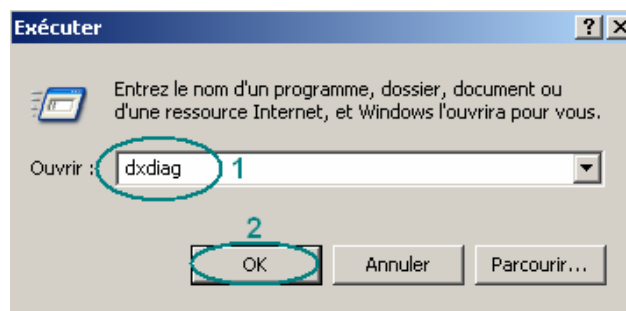 Exécuter
Entrez le nom d'un programme, dossier, document ou
d'une ressource Internet, et Windows l'ouvrira pour vous.
Ouvrir : dxdiag 1
2
OK Annuler Parcourir...